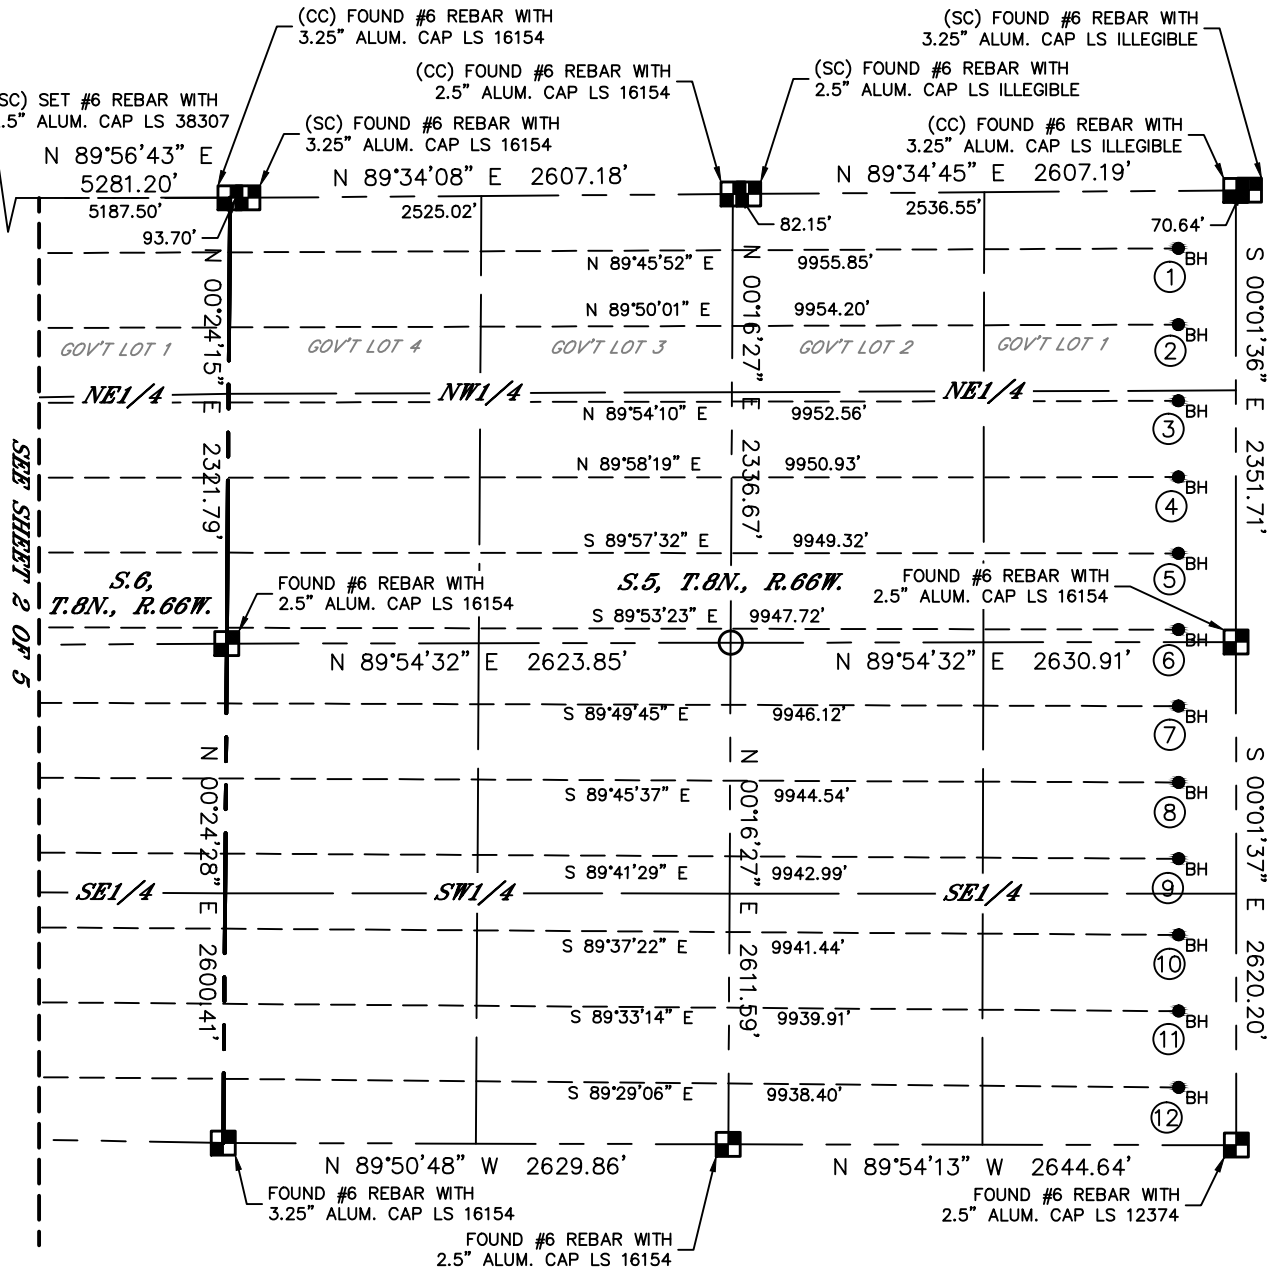 (CC) FOUND #6 REBAR WITH
3.25" ALUM. CAP LS 16154
(SC) FOUND #6 REBAR WITH
3.25" ALUM. CAP LS ILLEGIBLE
(CC) FOUND #6 REBAR WITH
2.5" ALUM. CAP LS 16154
(SC) FOUND #6 REBAR WITH
2.5" ALUM. CAP LS ILLEGIBLE
SC) SET #6 REBAR WITH
.5" ALUM. CAP LS 38307
(SC) FOUND #6 REBAR WITH
3.25" ALUM. CAP LS 16154
(CC) FOUND #6 REBAR WITH
3.25" ALUM. CAP LS ILLEGIBLE
N 89°56'43" E
5281.20'
N 89°34'08" E 2607.18'
N 89°34'45" E 2607.19'
5187.50'
93.70'
2525.02'
82.15'
2536.55'
70.64'
N 00°24'15" E 2321.79'
N 00°16'27" E 2336.67'
S 00°01'36" E 2351.71'
N 89°45'52" E 9955.85'
BH
1
N 89°50'01" E 9954.20'
BH
2
GOV'T LOT 1
GOV'T LOT 4
GOV'T LOT 3
GOV'T LOT 2
GOV'T LOT 1
NE1/4
NW1/4
NE1/4
N 89°54'10" E 9952.56'
BH
3
N 89°58'19" E 9950.93'
BH
4
SEE SHEET 2 OF 5
S 89°57'32" E 9949.32'
BH
5
S.6,
T.8N., R.66W.
FOUND #6 REBAR WITH
2.5" ALUM. CAP LS 16154
S.5, T.8N., R.66W.
FOUND #6 REBAR WITH
2.5" ALUM. CAP LS 16154
S 89°53'23" E 9947.72'
BH
6
N 89°54'32" E 2623.85'
N 89°54'32" E 2630.91'
S 89°49'45" E 9946.12'
BH
7
N 00°24'28" E 2600.41'
N 00°16'27" E 2611.59'
S 00°01'37" E 2620.20'
S 89°45'37" E 9944.54'
BH
8
S 89°41'29" E 9942.99'
BH
9
SE1/4
SW1/4
SE1/4
S 89°37'22" E 9941.44'
BH
10
S 89°33'14" E 9939.91'
BH
11
S 89°29'06" E 9938.40'
BH
12
N 89°50'48" W 2629.86'
N 89°54'13" W 2644.64'
FOUND #6 REBAR WITH
3.25" ALUM. CAP LS 16154
FOUND #6 REBAR WITH
2.5" ALUM. CAP LS 12374
FOUND #6 REBAR WITH
2.5" ALUM. CAP LS 16154